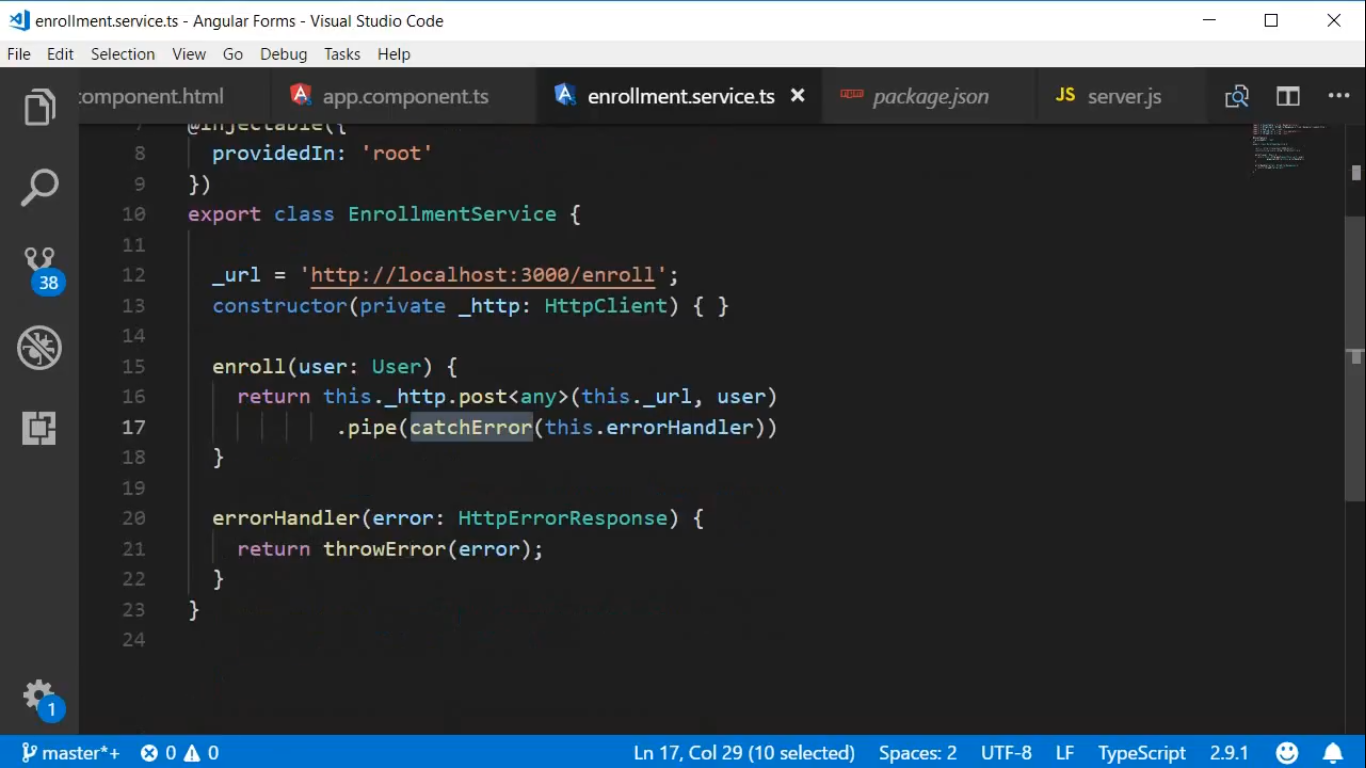 enrollment.service.ts - Angular Forms - Visual Studio Code
File Edit Selection View Go Debug Tasks Help
component.html app.component.ts enrollment.service.ts package.json JS server.js
7 @Injectable({
8 providedIn: 'root'
9 })
10 export class EnrollmentService {
11
12 _url = 'http://localhost:3000/enroll';
13 constructor(private _http: HttpClient) { }
14
15 enroll(user: User) {
16 return this._http.post<any>(this._url, user)
17 .pipe(catchError(this.errorHandler))
18 }
19
20 errorHandler(error: HttpErrorResponse) {
21 return throwError(error);
22 }
23 }
24
38
1
master*+ 0 0 Ln 17, Col 29 (10 selected) Spaces: 2 UTF-8 LF TypeScript 2.9.1